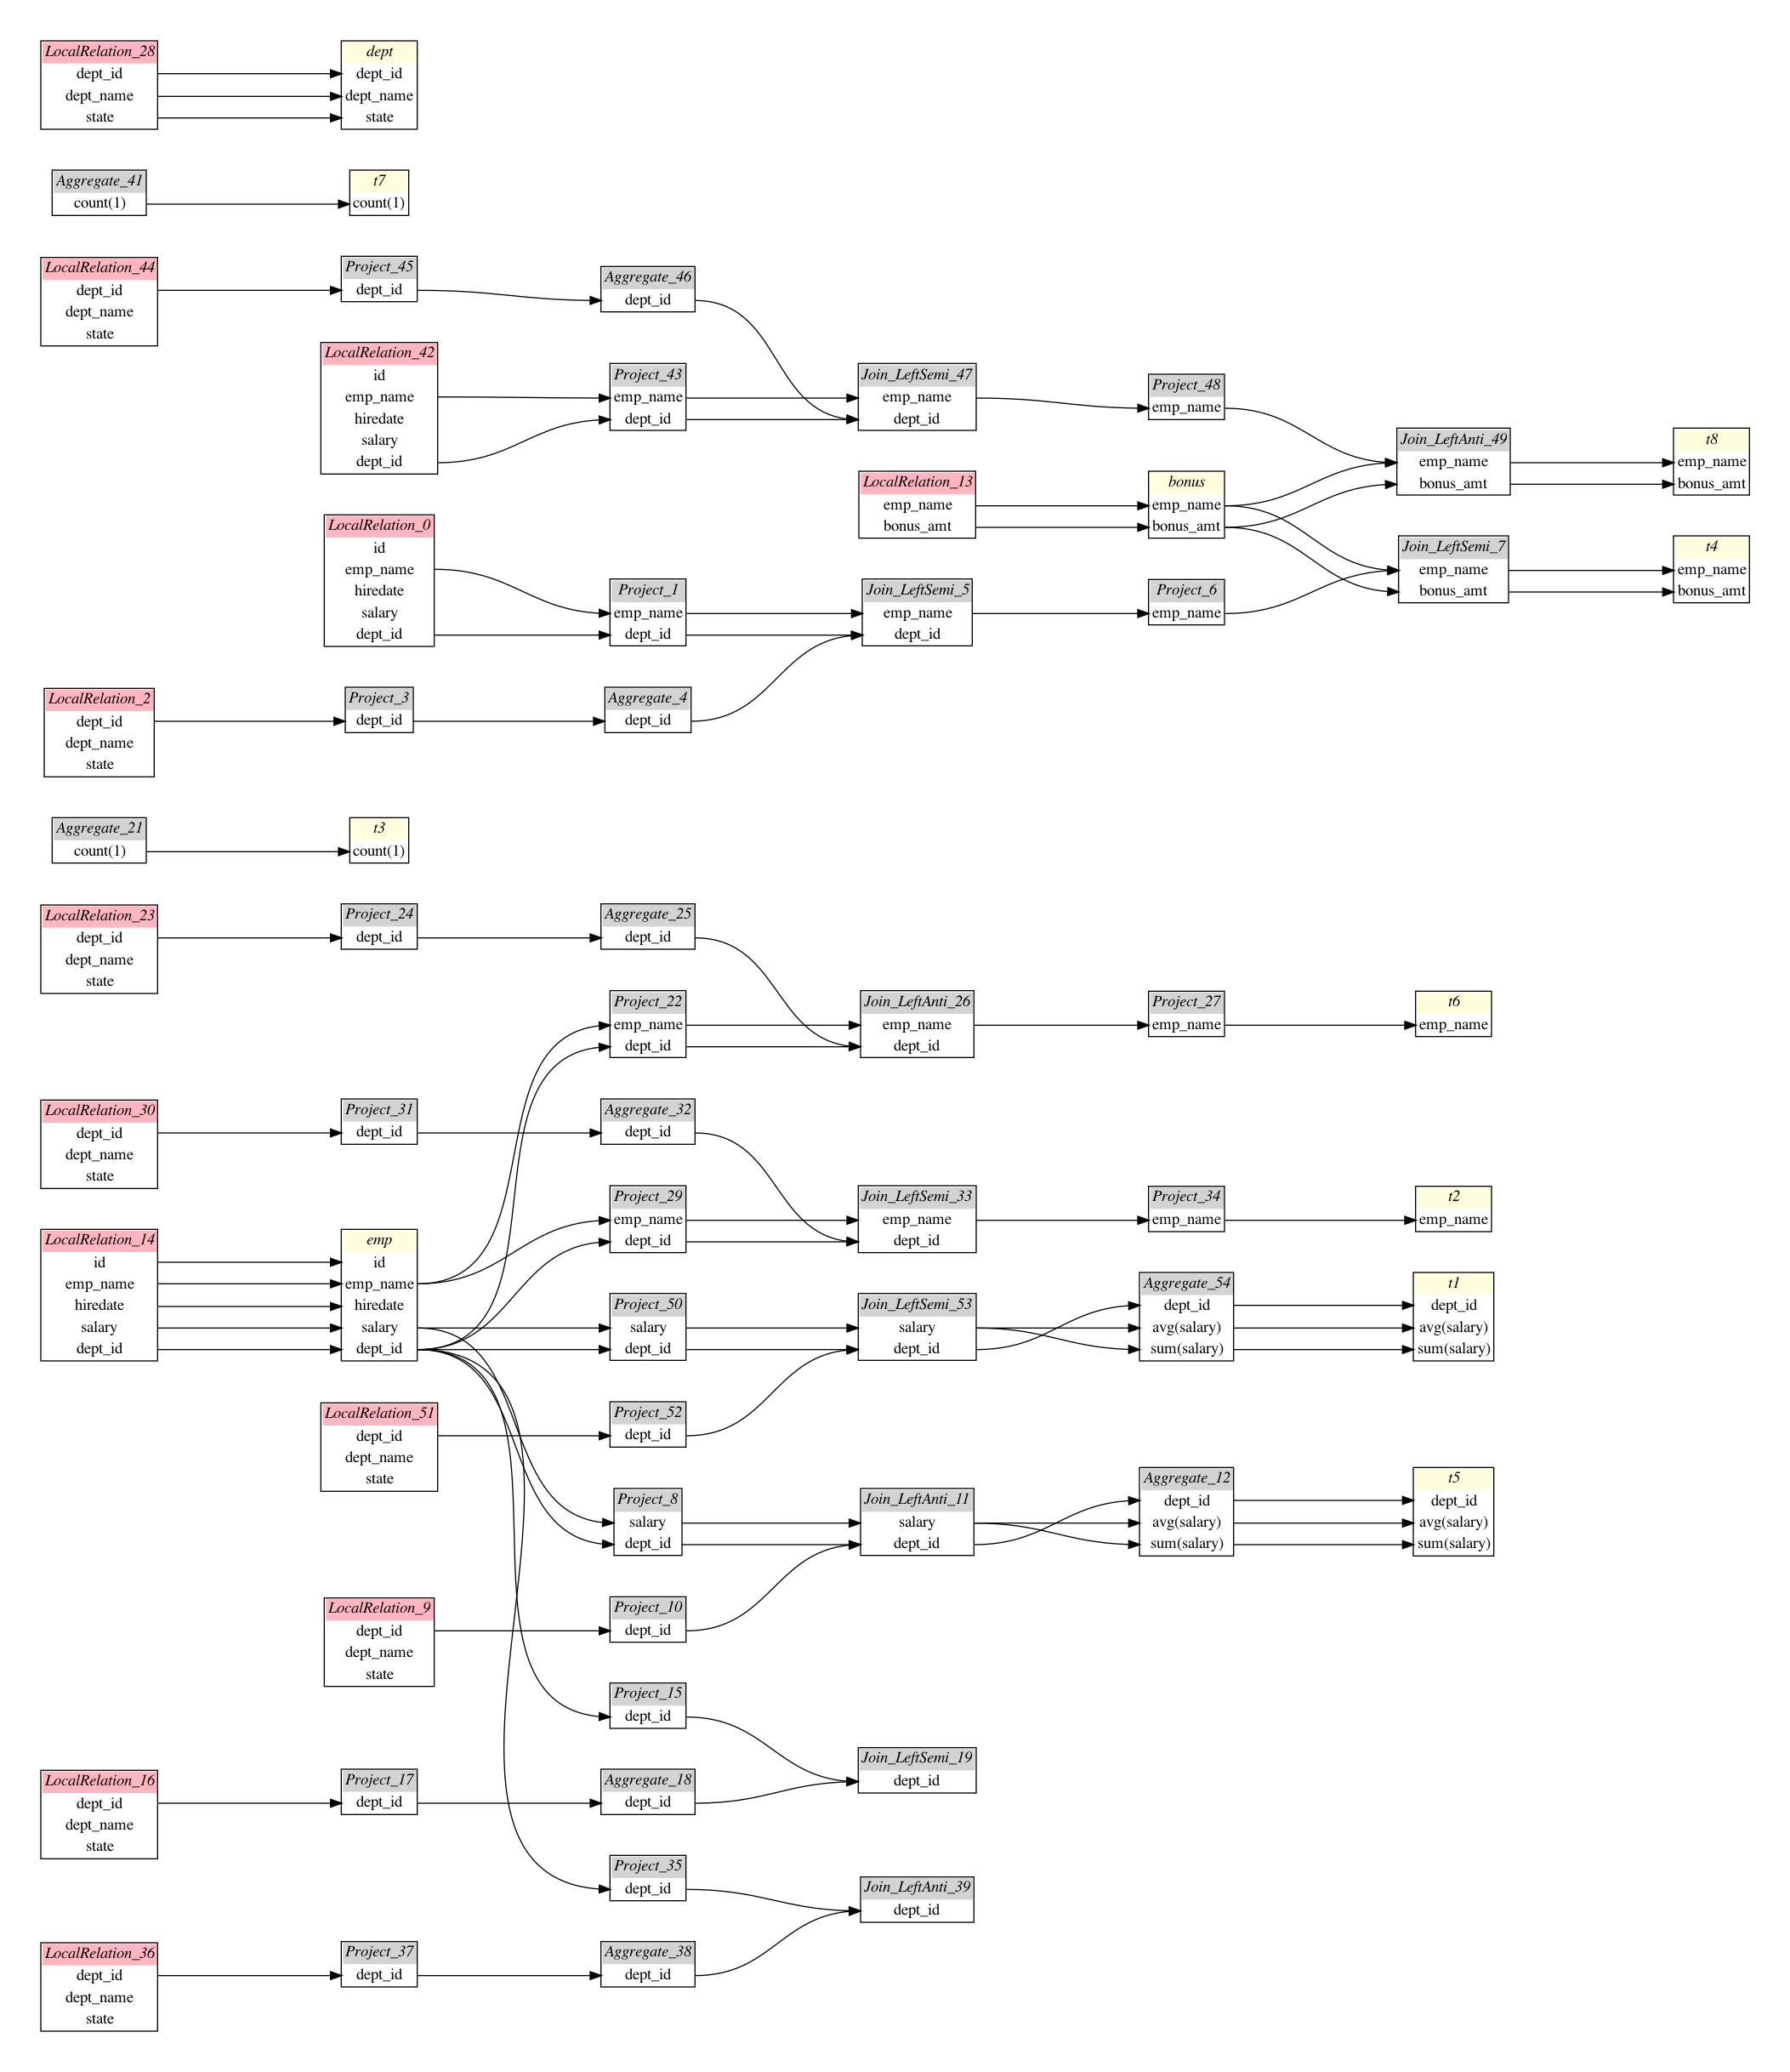 LocalRelation_28
dept_id
dept_name
state
dept
dept_id
dept_name
state
Aggregate_41
count(1)
t7
count(1)
LocalRelation_44
dept_id
dept_name
state
Project_45
dept_id
Aggregate_46
dept_id
LocalRelation_42
id
emp_name
hiredate
salary
dept_id
Project_43
emp_name
dept_id
Join_LeftSemi_47
emp_name
dept_id
Project_48
emp_name
Join_LeftAnti_49
emp_name
bonus_amt
t8
emp_name
bonus_amt
LocalRelation_13
emp_name
bonus_amt
bonus
emp_name
bonus_amt
LocalRelation_0
id
emp_name
hiredate
salary
dept_id
Project_1
emp_name
dept_id
Join_LeftSemi_5
emp_name
dept_id
Project_6
emp_name
Join_LeftSemi_7
emp_name
bonus_amt
t4
emp_name
bonus_amt
LocalRelation_2
dept_id
dept_name
state
Project_3
dept_id
Aggregate_4
dept_id
Aggregate_21
count(1)
t3
count(1)
LocalRelation_23
dept_id
dept_name
state
Project_24
dept_id
Aggregate_25
dept_id
Project_22
emp_name
dept_id
Join_LeftAnti_26
emp_name
dept_id
Project_27
emp_name
t6
emp_name
LocalRelation_30
dept_id
dept_name
state
Project_31
dept_id
Aggregate_32
dept_id
Project_29
emp_name
dept_id
Join_LeftSemi_33
emp_name
dept_id
Project_34
emp_name
t2
emp_name
LocalRelation_14
id
emp_name
hiredate
salary
dept_id
emp
id
emp_name
hiredate
salary
dept_id
Project_50
salary
dept_id
Join_LeftSemi_53
salary
dept_id
Aggregate_54
dept_id
avg(salary)
sum(salary)
t1
dept_id
avg(salary)
sum(salary)
LocalRelation_51
dept_id
dept_name
state
Project_52
dept_id
Project_8
salary
dept_id
Join_LeftAnti_11
salary
dept_id
Aggregate_12
dept_id
avg(salary)
sum(salary)
t5
dept_id
avg(salary)
sum(salary)
LocalRelation_9
dept_id
dept_name
state
Project_10
dept_id
Project_15
dept_id
Join_LeftSemi_19
dept_id
LocalRelation_16
dept_id
dept_name
state
Project_17
dept_id
Aggregate_18
dept_id
Project_35
dept_id
Join_LeftAnti_39
dept_id
LocalRelation_36
dept_id
dept_name
state
Project_37
dept_id
Aggregate_38
dept_id